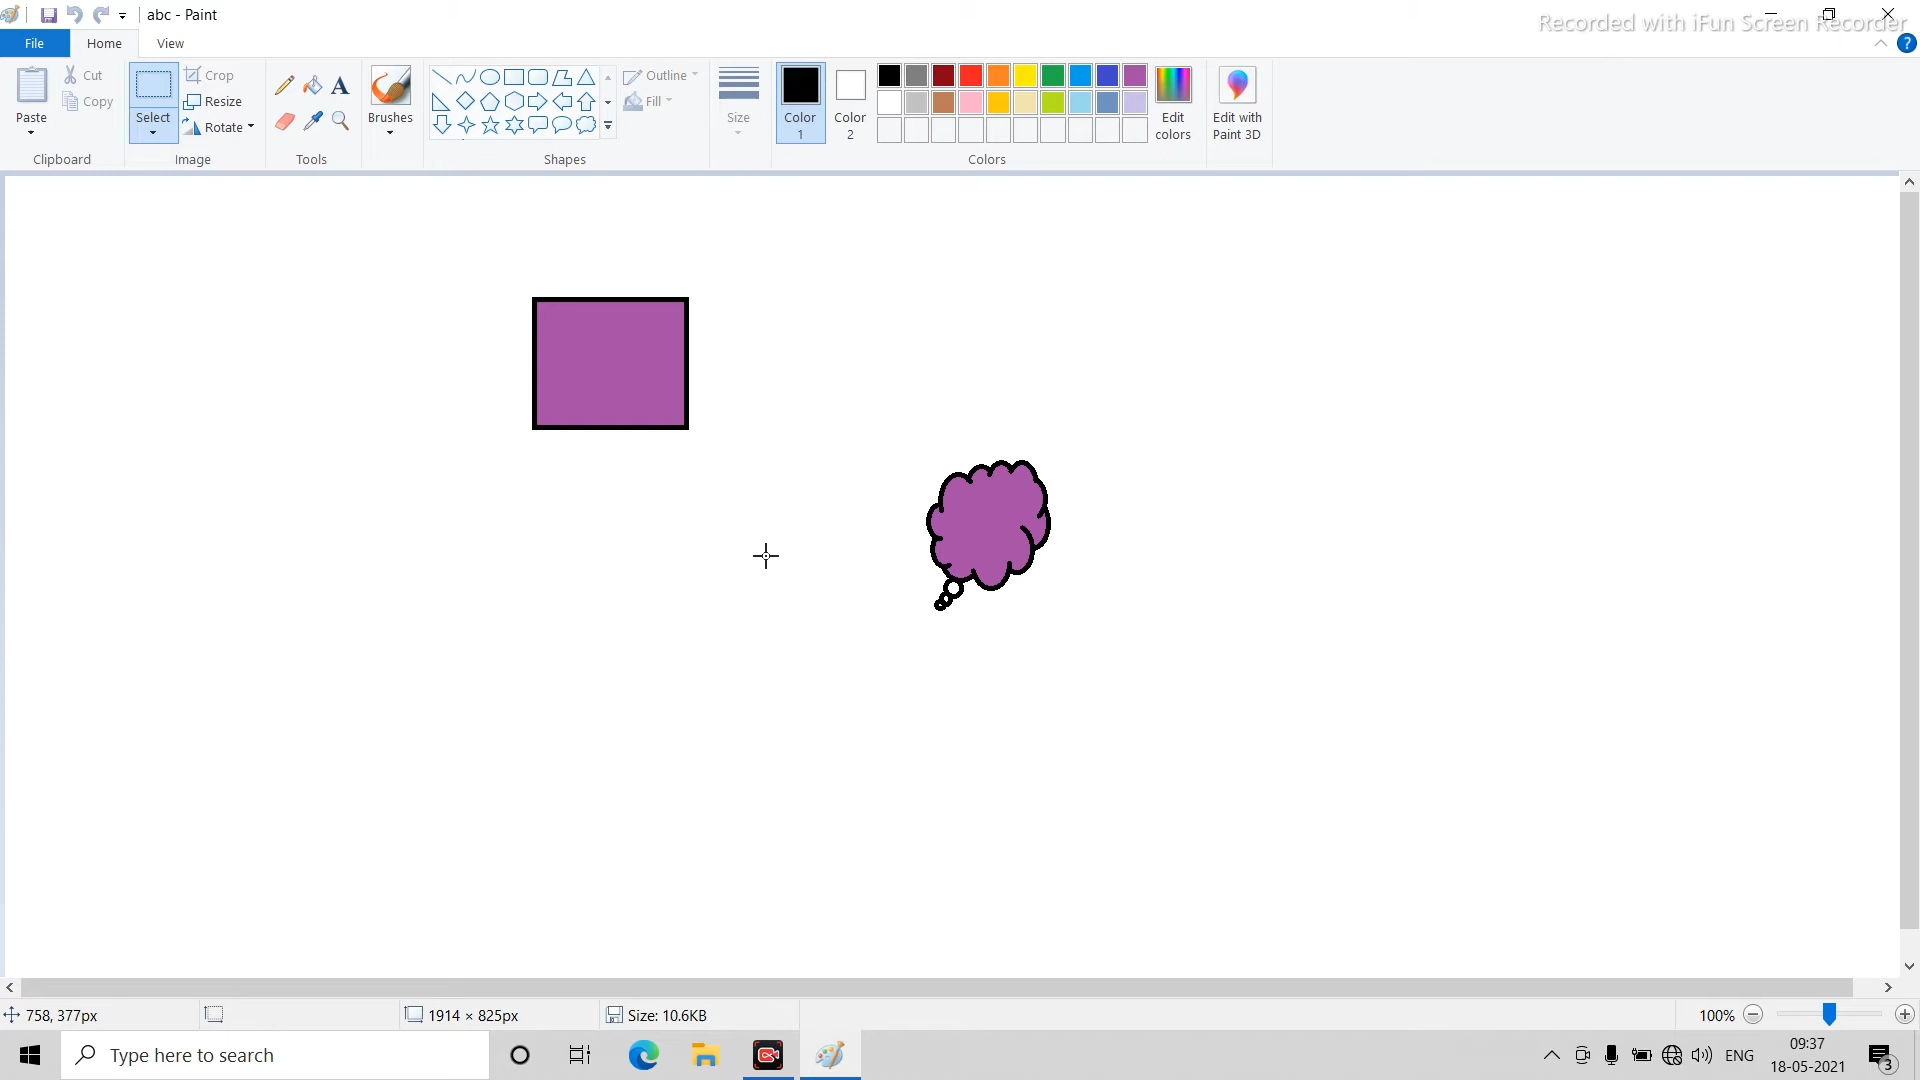 abc - Paint
Recorded with iFun Screen Recorder
File Home View
?
Paste
Cut
Copy
Clipboard
Select
Crop
Resize
Rotate
Image
A
Tools
Brushes
Shapes
Outline
Fill
Size
Color
1
Color
2
Colors
Edit
colors
Edit with
Paint 3D
758, 377px
1914 × 825px
Size: 10.6KB
100%
Type here to search
ENG
09:37
18-05-2021
3